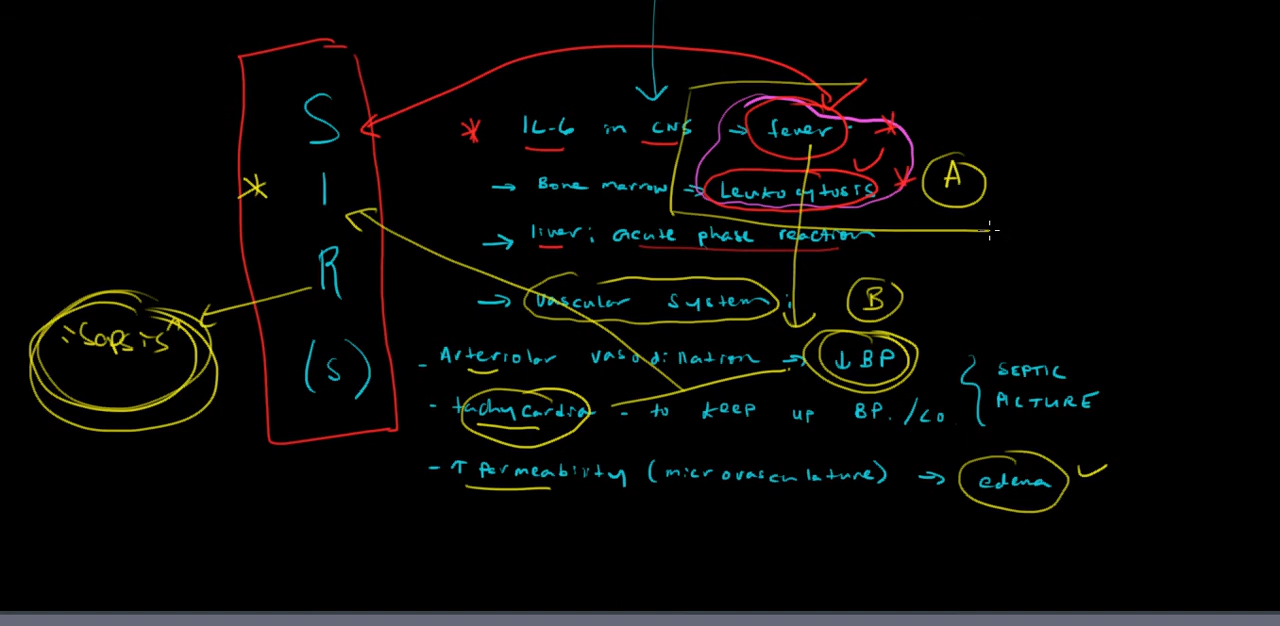 S
I
R
(S)
"Sepsis"
* IL-6 in CNS → fever . *
→ Bone marrow → Leukocytosis *
A
→ liver: acute phase reaction
→ Vascular System:
B
- Arteriolar vasodilation → ↓BP
- tachycardia - to keep up BP./CO
SEPTIC
PICTURE
- ↑ permeability (microvasculature) → edema